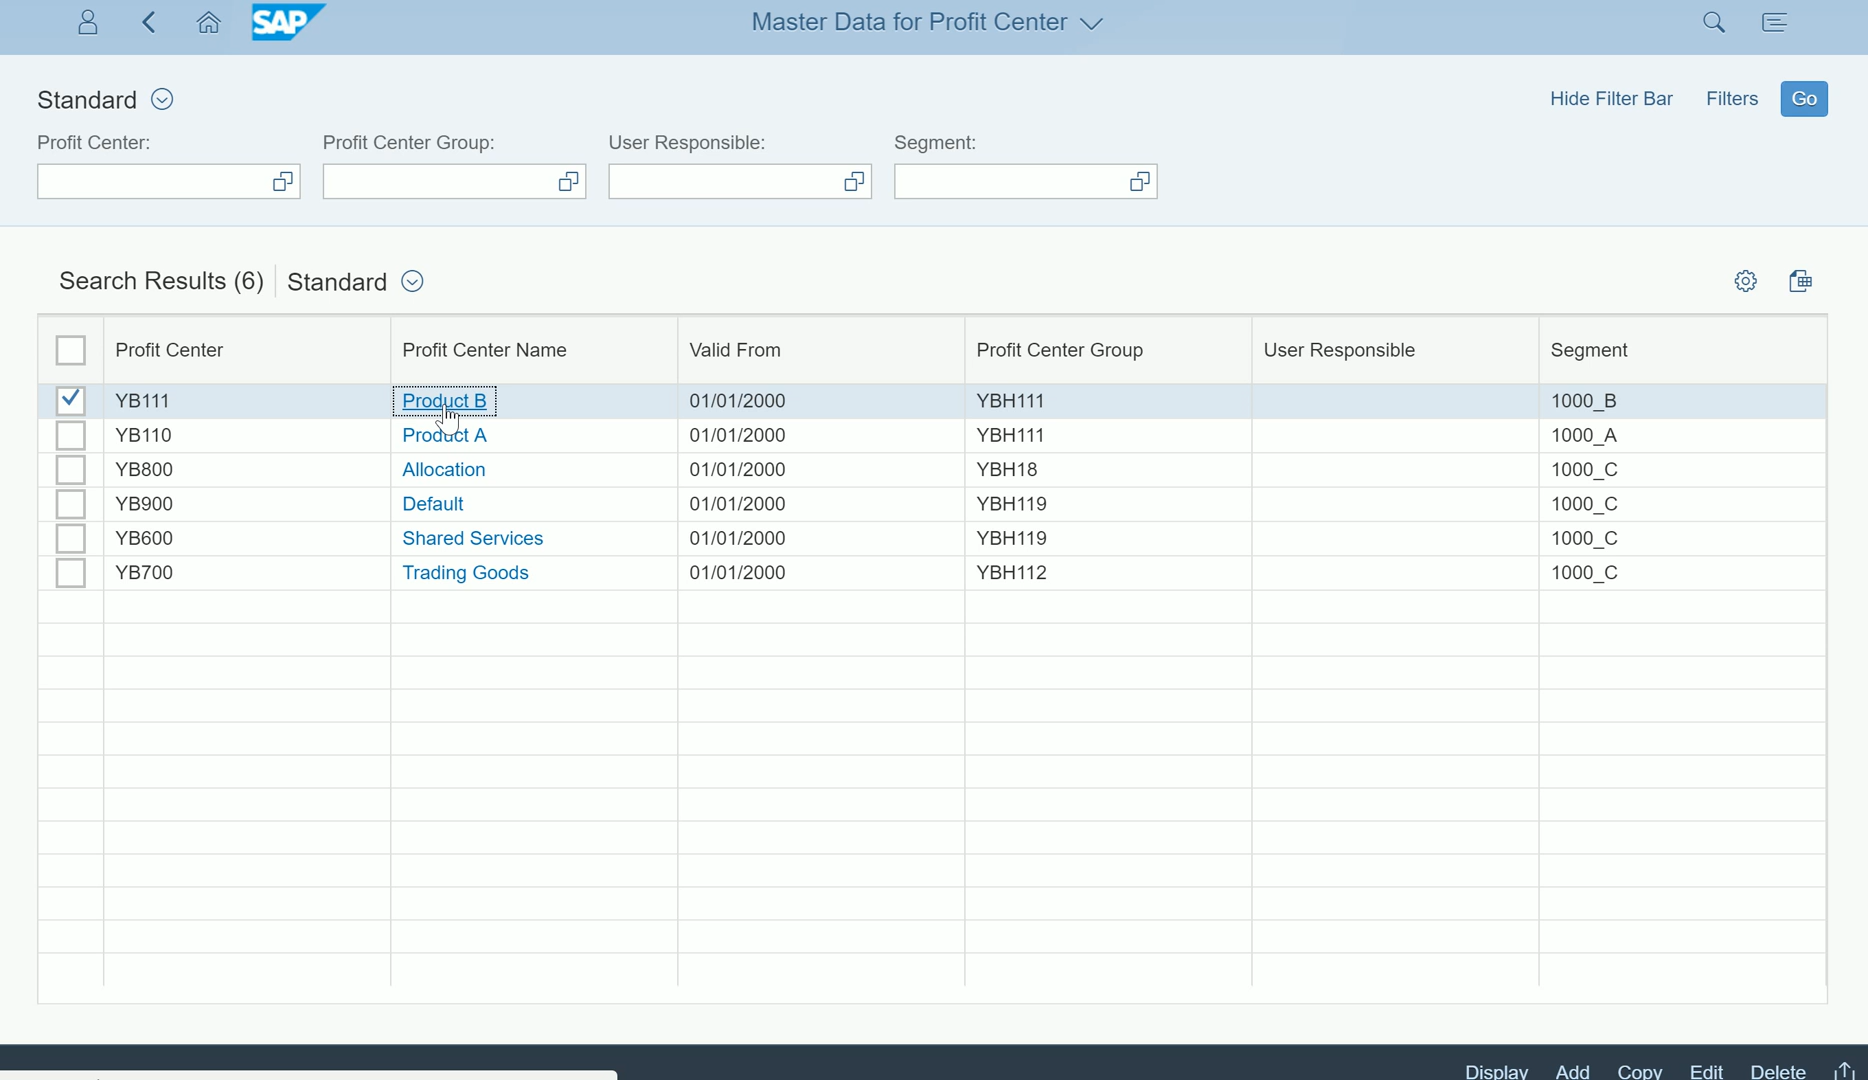 SAP Master Data for Profit Center
Standard Hide Filter Bar Filters Go
Profit Center: Profit Center Group: User Responsible: Segment:
Search Results (6) Standard
Profit Center Profit Center Name Valid From Profit Center Group User Responsible Segment
YB111 Product B 01/01/2000 YBH111 1000_B
YB110 Product A 01/01/2000 YBH111 1000_A
YB800 Allocation 01/01/2000 YBH18 1000_C
YB900 Default 01/01/2000 YBH119 1000_C
YB600 Shared Services 01/01/2000 YBH119 1000_C
YB700 Trading Goods 01/01/2000 YBH112 1000_C
Display Add Copy Edit Delete